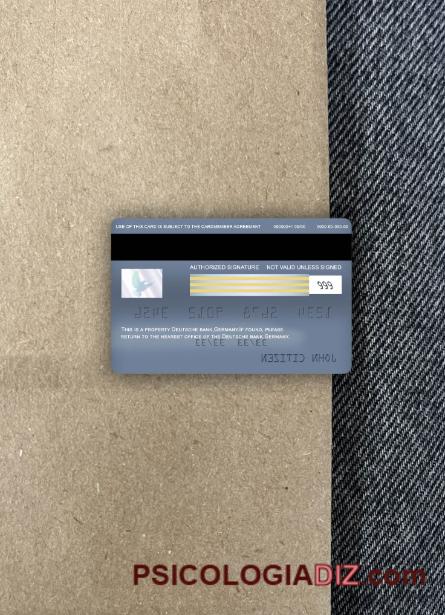 USE OF THIS CARD IS SUBJECT TO THE CARDMEMBER AGREEMENT
AUTHORIZED SIGNATURE NOT VALID UNLESS SIGNED
999
THIS IS A PROPERTY DEUTSCHE BANK, GERMANY.IF FOUND, PLEASE
RETURN TO THE NEAREST OFFICE OF THE DEUTSCHE BANK, GERMANY.
JOHN CITIZEN
PSICOLOGIADIZ.com